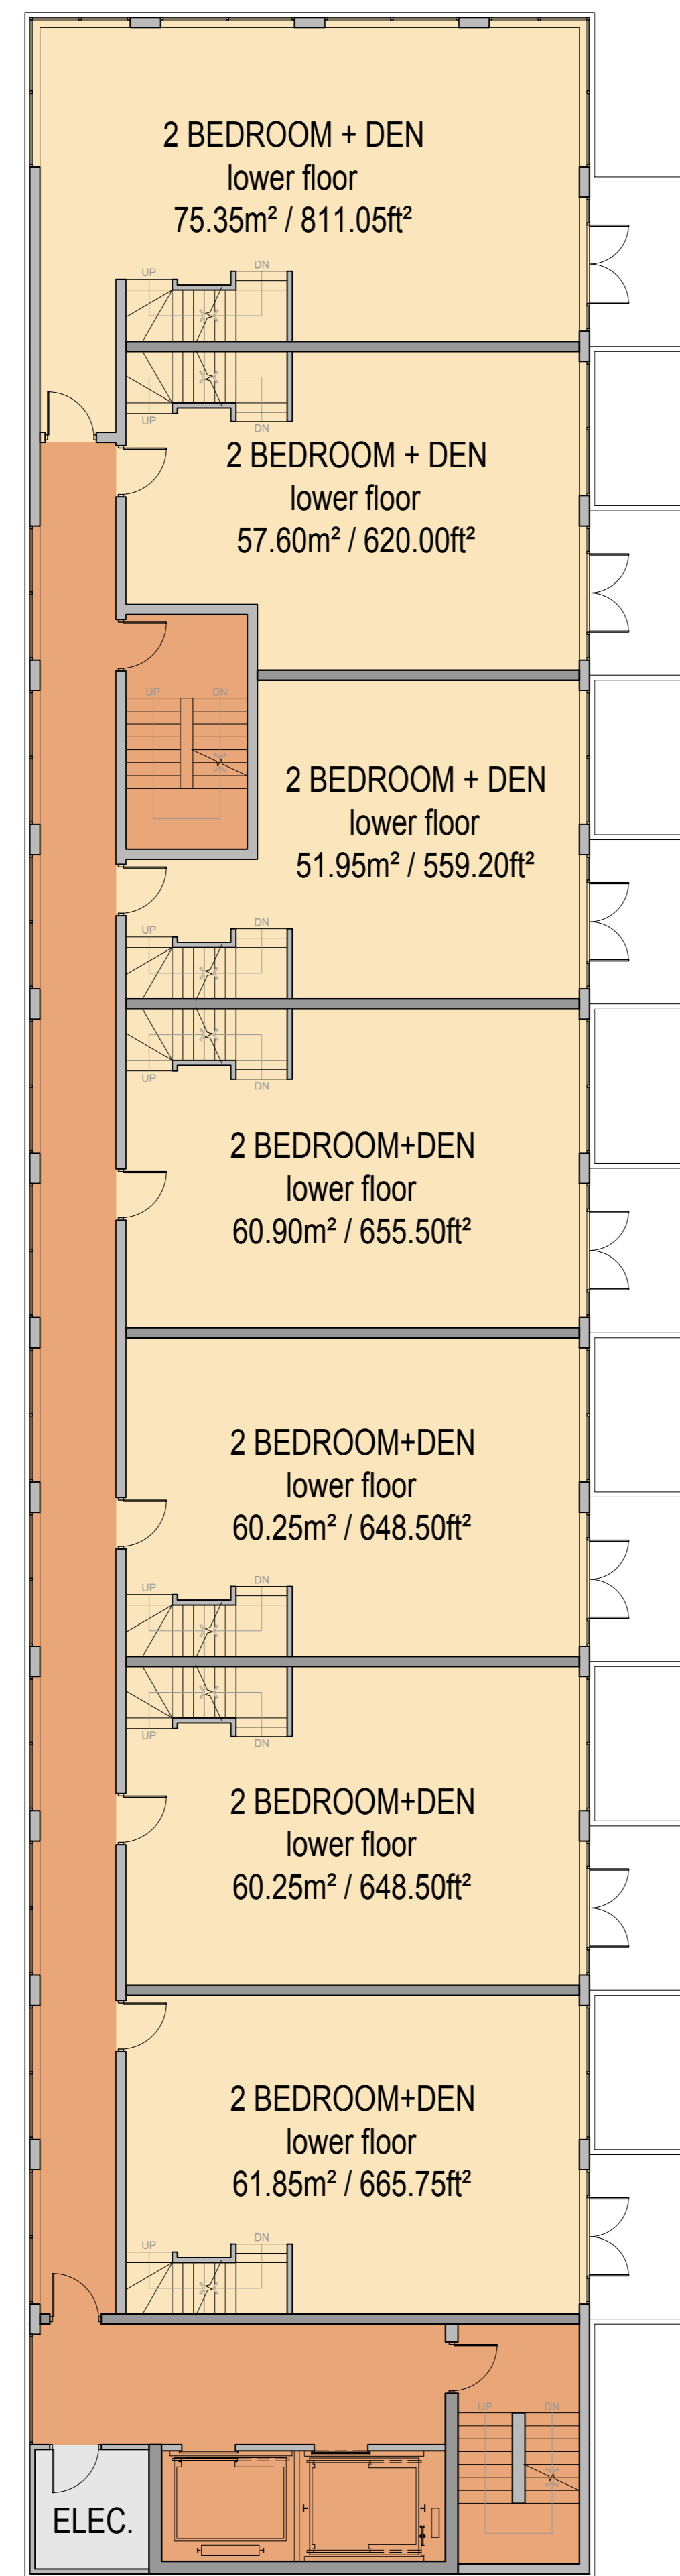 2 BEDROOM + DEN
lower floor
75.35m² / 811.05ft²
UP
DN
UP
DN
2 BEDROOM + DEN
lower floor
57.60m² / 620.00ft²
UP
DN
2 BEDROOM + DEN
lower floor
51.95m² / 559.20ft²
UP
DN
UP
DN
2 BEDROOM+DEN
lower floor
60.90m² / 655.50ft²
2 BEDROOM+DEN
lower floor
60.25m² / 648.50ft²
UP
DN
UP
DN
2 BEDROOM+DEN
lower floor
60.25m² / 648.50ft²
2 BEDROOM+DEN
lower floor
61.85m² / 665.75ft²
UP
DN
UP
DN
ELEC.